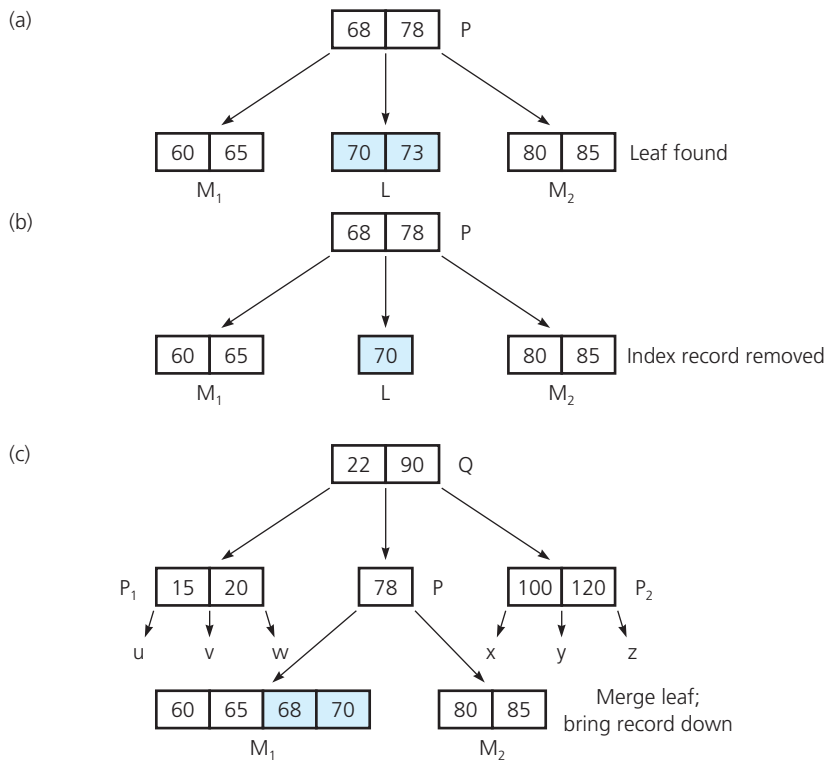 (a)
68 78 P
60 65 70 73 80 85 Leaf found
M₁ L M₂
(b)
68 78 P
60 65 70 80 85 Index record removed
M₁ L M₂
(c)
22 90 Q
P₁ 15 20 78 P 100 120 P₂
u v w x y z
60 65 68 70 80 85 Merge leaf;
bring record down
M₁ M₂